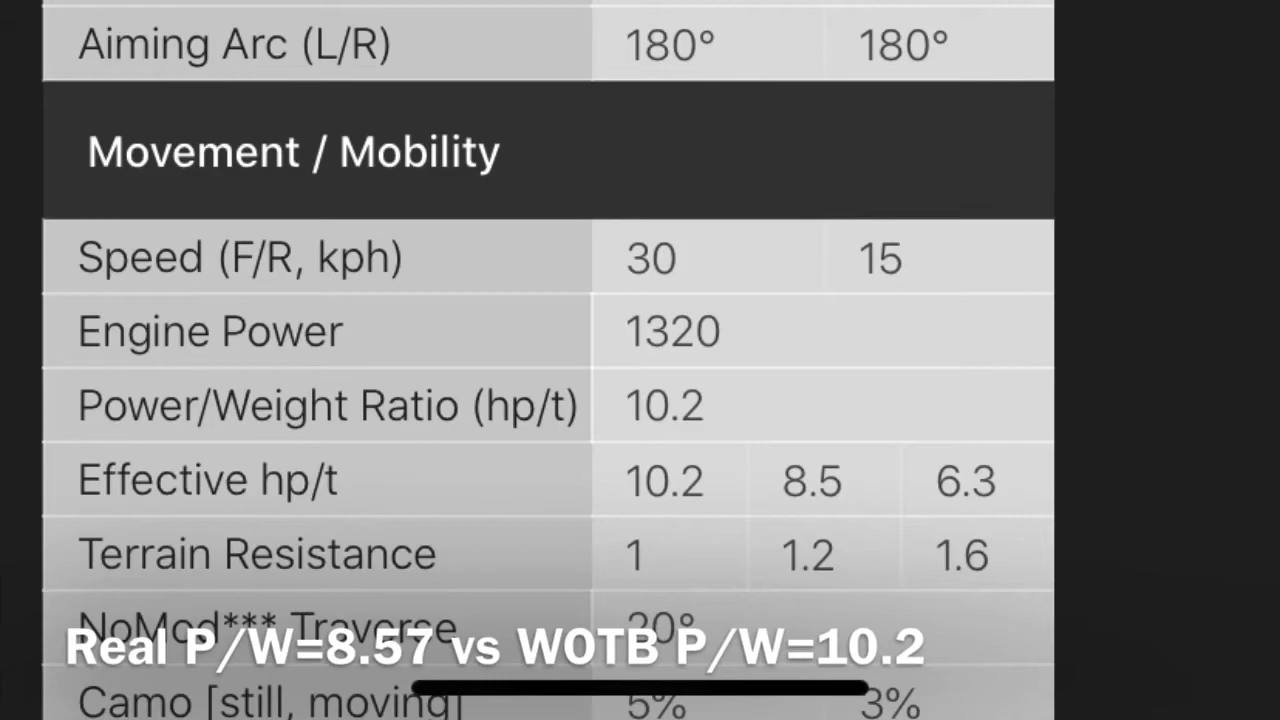 Aiming Arc (L/R) 180° 180°
Movement / Mobility
Speed (F/R, kph) 30 15
Engine Power 1320
Power/Weight Ratio (hp/t) 10.2
Effective hp/t 10.2 8.5 6.3
Terrain Resistance 1 1.2 1.6
NoMod*** Traverse 20°
Real P/W=8.57 vs WOTB P/W=10.2
Camo [still, moving] 5% 3%